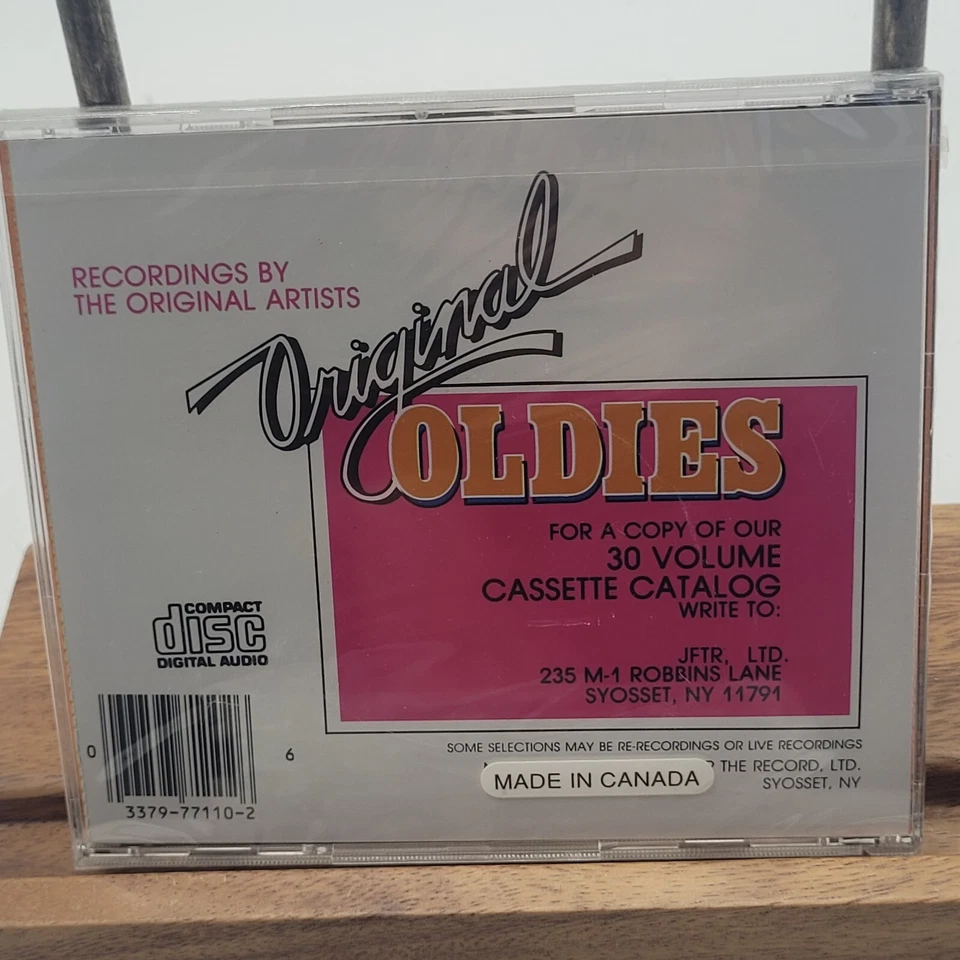 RECORDINGS BY
THE ORIGINAL ARTISTS
Original
OLDIES
FOR A COPY OF OUR
30 VOLUME
CASSETTE CATALOG
WRITE TO:
JFTR, LTD.
235 M-1 ROBBINS LANE
SYOSSET, NY 11791
COMPACT
disc
DIGITAL AUDIO
0 6
3379-77110-2
SOME SELECTIONS MAY BE RE-RECORDINGS OR LIVE RECORDINGS
THE RECORD, LTD.
MADE IN CANADA
SYOSSET, NY